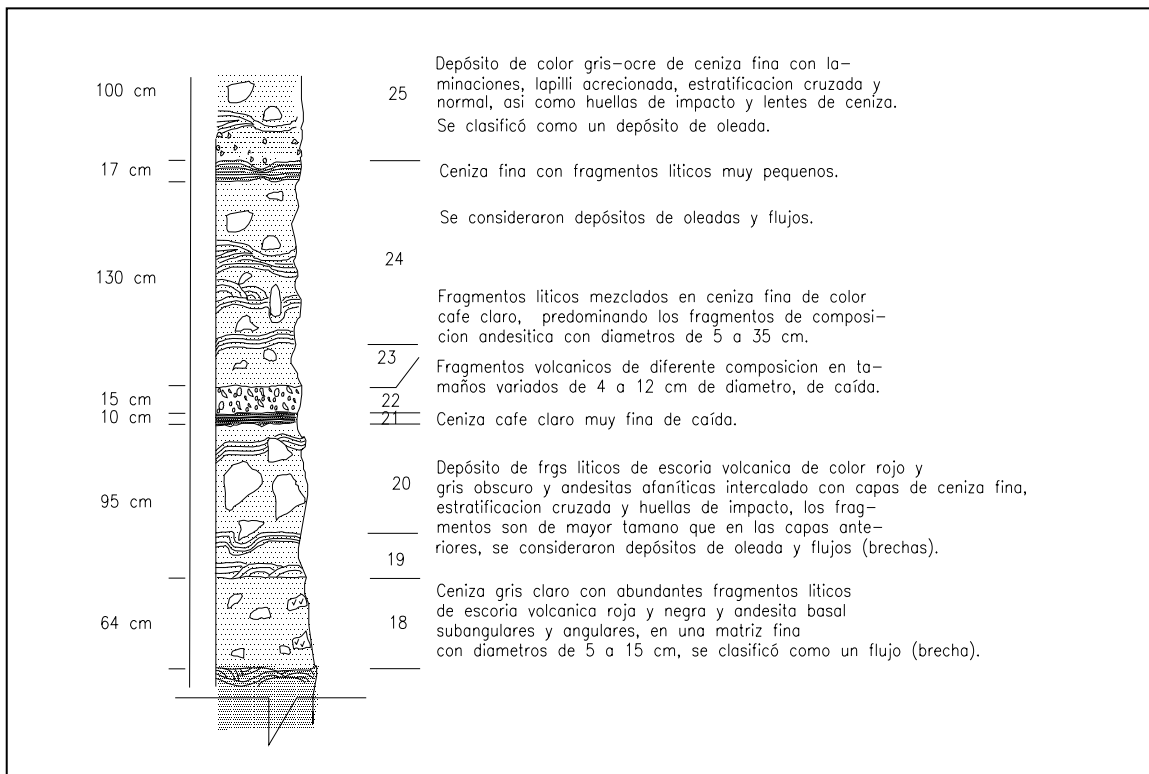 100 cm
17 cm
130 cm
15 cm
10 cm
95 cm
64 cm
25
24
23
22
21
20
19
18
Depósito de color gris-ocre de ceniza fina con la-
minaciones, lapilli acrecionada, estratificacion cruzada y
normal, asi como huellas de impacto y lentes de ceniza.
Se clasificó como un depósito de oleada.
Ceniza fina con fragmentos liticos muy pequenos.
Se consideraron depósitos de oleadas y flujos.
Fragmentos liticos mezclados en ceniza fina de color
cafe claro, predominando los fragmentos de composi-
cion andesitica con diametros de 5 a 35 cm.
Fragmentos volcanicos de diferente composicion en ta-
maños variados de 4 a 12 cm de diametro, de caída.
Ceniza cafe claro muy fina de caída.
Depósito de frgs liticos de escoria volcanica de color rojo y
gris obscuro y andesitas afaníticas intercalado con capas de ceniza fina,
estratificacion cruzada y huellas de impacto, los frag-
mentos son de mayor tamano que en las capas ante-
riores, se consideraron depósitos de oleada y flujos (brechas).
Ceniza gris claro con abundantes fragmentos liticos
de escoria volcanica roja y negra y andesita basal
subangulares y angulares, en una matriz fina
con diametros de 5 a 15 cm, se clasificó como un flujo (brecha).